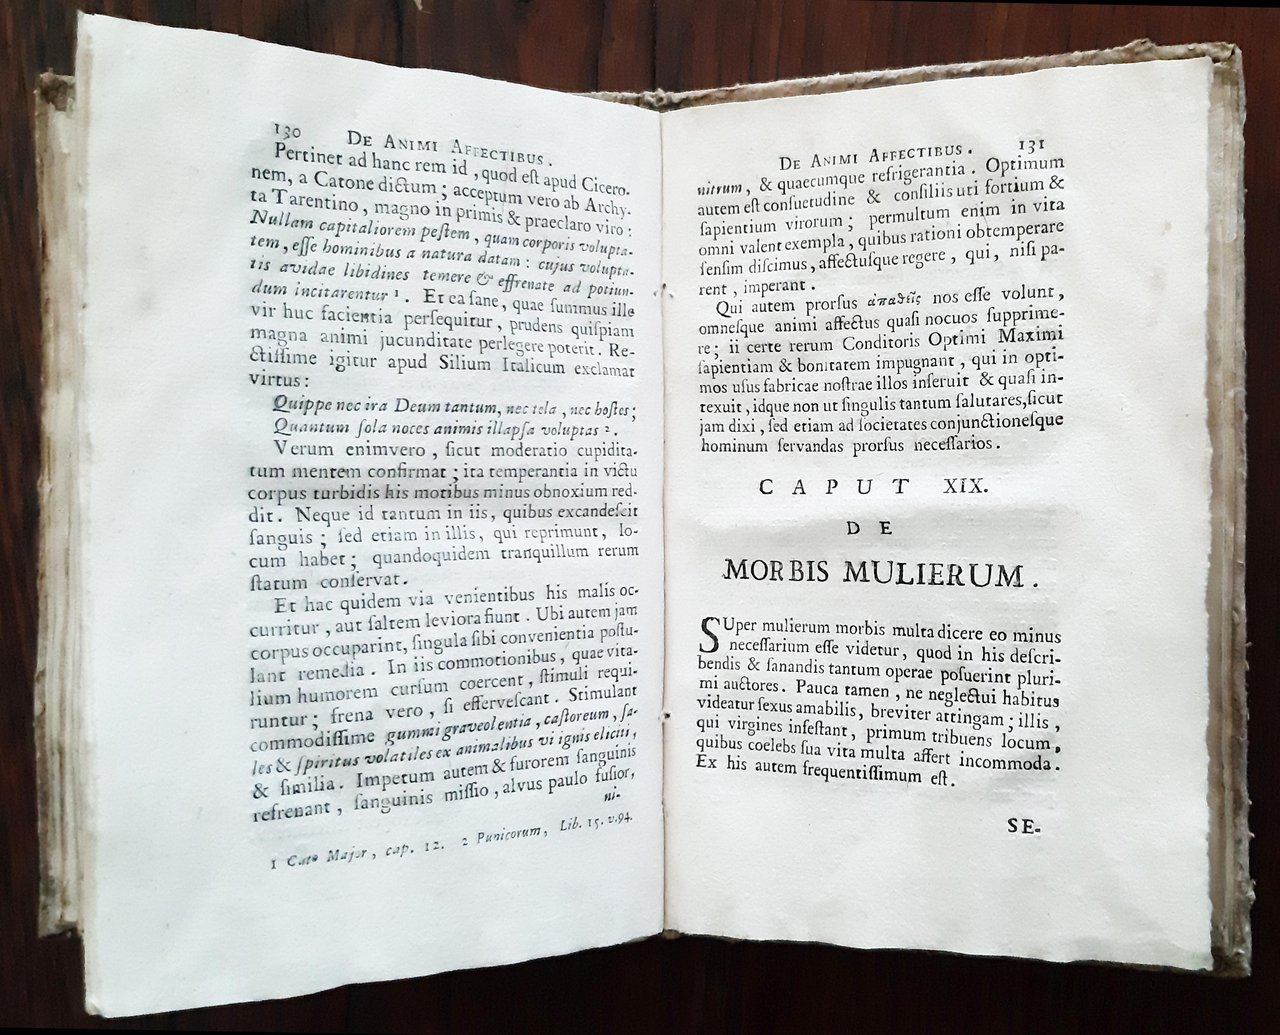 130 DE ANIMI AFFECTIBUS.
Pertinet ad hanc rem id, quod eſt apud Cicero-
nem, a Catone dictum; acceptum vero ab Archy-
ta Tarentino, magno in primis & praeclaro viro:
Nullam capitaliorem peſtem, quam corporis volupta-
tem, eſſe hominibus a natura datam: cujus volupta-
tis avidae libidines temere & effrenate ad potiun-
dum incitarentur ¹. Et ea ſane, quae ſummus ille
vir huc facientia perſequitur, prudens quiſpiam
magna animi jucunditate perlegere poterit. Re-
ctiſſime igitur apud Silium Italicum exclamat
virtus:
Quippe nec ira Deum tantum, nec tela, nec hoſtes;
Quantum ſola noces animis illapſa voluptas ².
Verum enimvero, ſicut moderatio cupidita-
tum mentem confirmat; ita temperantia in victu
corpus turbidis his motibus minus obnoxium red-
dit. Neque id tantum in iis, quibus excandeſcit
ſanguis; ſed etiam in illis, qui reprimunt, lo-
cum habet; quandoquidem tranquillum rerum
ſtatum conſervat.
Et hac quidem via venientibus his malis oc-
curritur, aut ſaltem leviora fiunt. Ubi autem jam
corpus occuparint, ſingula ſibi convenientia poſtu-
lant remedia. In iis commotionibus, quae vita-
lium humorem curſum coercent, ſtimuli requi-
runtur; frena vero, ſi efferveſcant. Stimulant
commodiſſime gummi graveolentia, caſtoreum, ſa-
les & ſpiritus volatiles ex animalibus vi ignis eliciti,
& ſimilia. Impetum autem & furorem ſanguinis
refrenant, ſanguinis miſſio, alvus paulo fuſior,
ni-
1 Cato Major, cap. 12. 2 Punicorum, Lib. 15. v.94.
DE ANIMI AFFECTIBUS. 131
nitrum, & quaecumque refrigerantia. Optimum
autem eſt conſuetudine & conſiliis uti fortium &
ſapientium virorum; permultum enim in vita
omni valent exempla, quibus rationi obtemperare
ſenſim diſcimus, affectuſque regere, qui, niſi pa-
rent, imperant.
Qui autem prorſus ἀπαθεῖς nos eſſe volunt,
omneſque animi affectus quaſi nocuos ſupprime-
re; ii certe rerum Conditoris Optimi Maximi
ſapientiam & bonitatem impugnant, qui in opti-
mos uſus fabricae noſtrae illos inſeruit & quaſi in-
texuit, idque non ut ſingulis tantum ſalutares, ſicut
jam dixi, ſed etiam ad ſocietates conjunctioneſque
hominum ſervandas prorſus neceſſarios.
CAPUT XIX.
DE
MORBIS MULIERUM.
SUper mulierum morbis multa dicere eo minus
neceſſarium eſſe videtur, quod in his deſcri-
bendis & ſanandis tantum operae poſuerint pluri-
mi auctores. Pauca tamen, ne neglectui habitus
videatur ſexus amabilis, breviter attingam; illis,
qui virgines infeſtant, primum tribuens locum,
quibus coelebs ſua vita multa affert incommoda.
Ex his autem frequentiſſimum eſt.
SE-